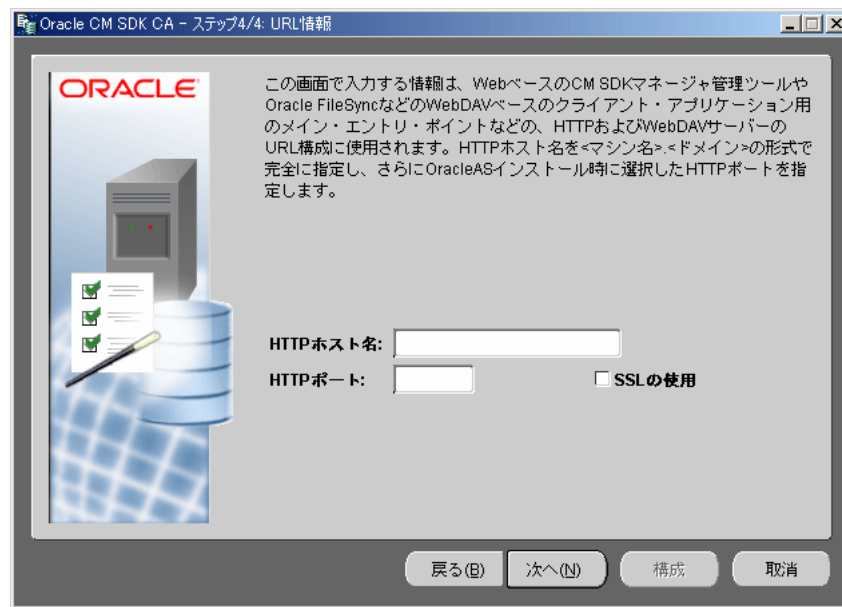 Oracle CM SDK CA - ステップ4/4: URL情報
ORACLE
この画面で入力する情報は、WebベースのCM SDKマネージャ管理ツールや
Oracle FileSyncなどのWebDAVベースのクライアント・アプリケーション用
のメイン・エントリ・ポイントなどの、HTTPおよびWebDAVサーバーの
URL構成に使用されます。HTTPホスト名を<マシン名>.<ドメイン>の形式で
完全に指定し、さらにOracleASインストール時に選択したHTTPポートを指
定します。
HTTPホスト名:
HTTPポート:
SSLの使用
戻る(B)
次へ(N)
構成
取消